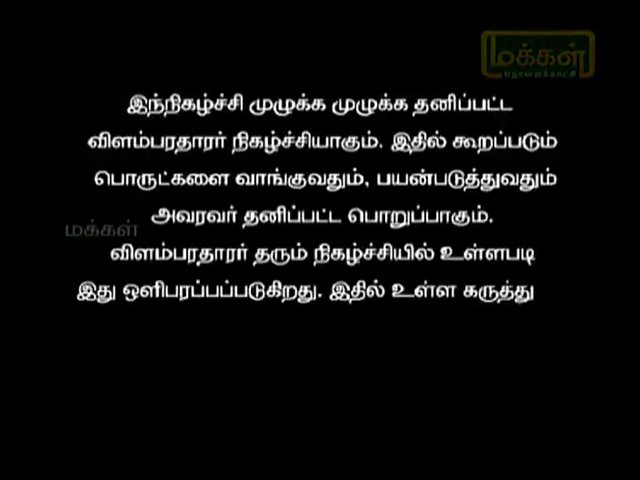 மக்கள்
தொலைக்காட்சி
இந்நிகழ்ச்சி முழுக்க முழுக்க தனிப்பட்ட
விளம்பரதாரர் நிகழ்ச்சியாகும். இதில் கூறப்படும்
பொருட்களை வாங்குவதும், பயன்படுத்துவதும்
அவரவர் தனிப்பட்ட பொறுப்பாகும்.
மக்கள்
விளம்பரதாரர் தரும் நிகழ்ச்சியில் உள்ளபடி
இது ஒளிபரப்பப்படுகிறது. இதில் உள்ள கருத்து